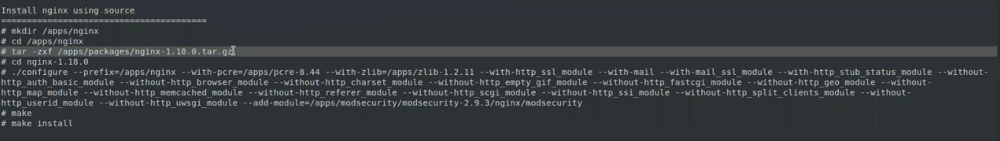 Install nginx using source
========================================
# mkdir /apps/nginx
# cd /apps/nginx
# tar -zxf /apps/packages/nginx-1.18.0.tar.gz
# cd nginx-1.18.0
# ./configure --prefix=/apps/nginx --with-pcre=/apps/pcre-8.44 --with-zlib=/apps/zlib-1.2.11 --with-http_ssl_module --with-mail --with-mail_ssl_module --with-http_stub_status_module --without-
http_auth_basic_module --without-http_browser_module --without-http_charset_module --without-http_empty_gif_module --without-http_fastcgi_module --without-http_geo_module --without-
http_map_module --without-http_memcached_module --without-http_referer_module --without-http_scgi_module --without-http_ssi_module --without-http_split_clients_module --without-
http_userid_module --without-http_uwsgi_module --add-module=/apps/modsecurity/modsecurity-2.9.3/nginx/modsecurity
# make
# make install